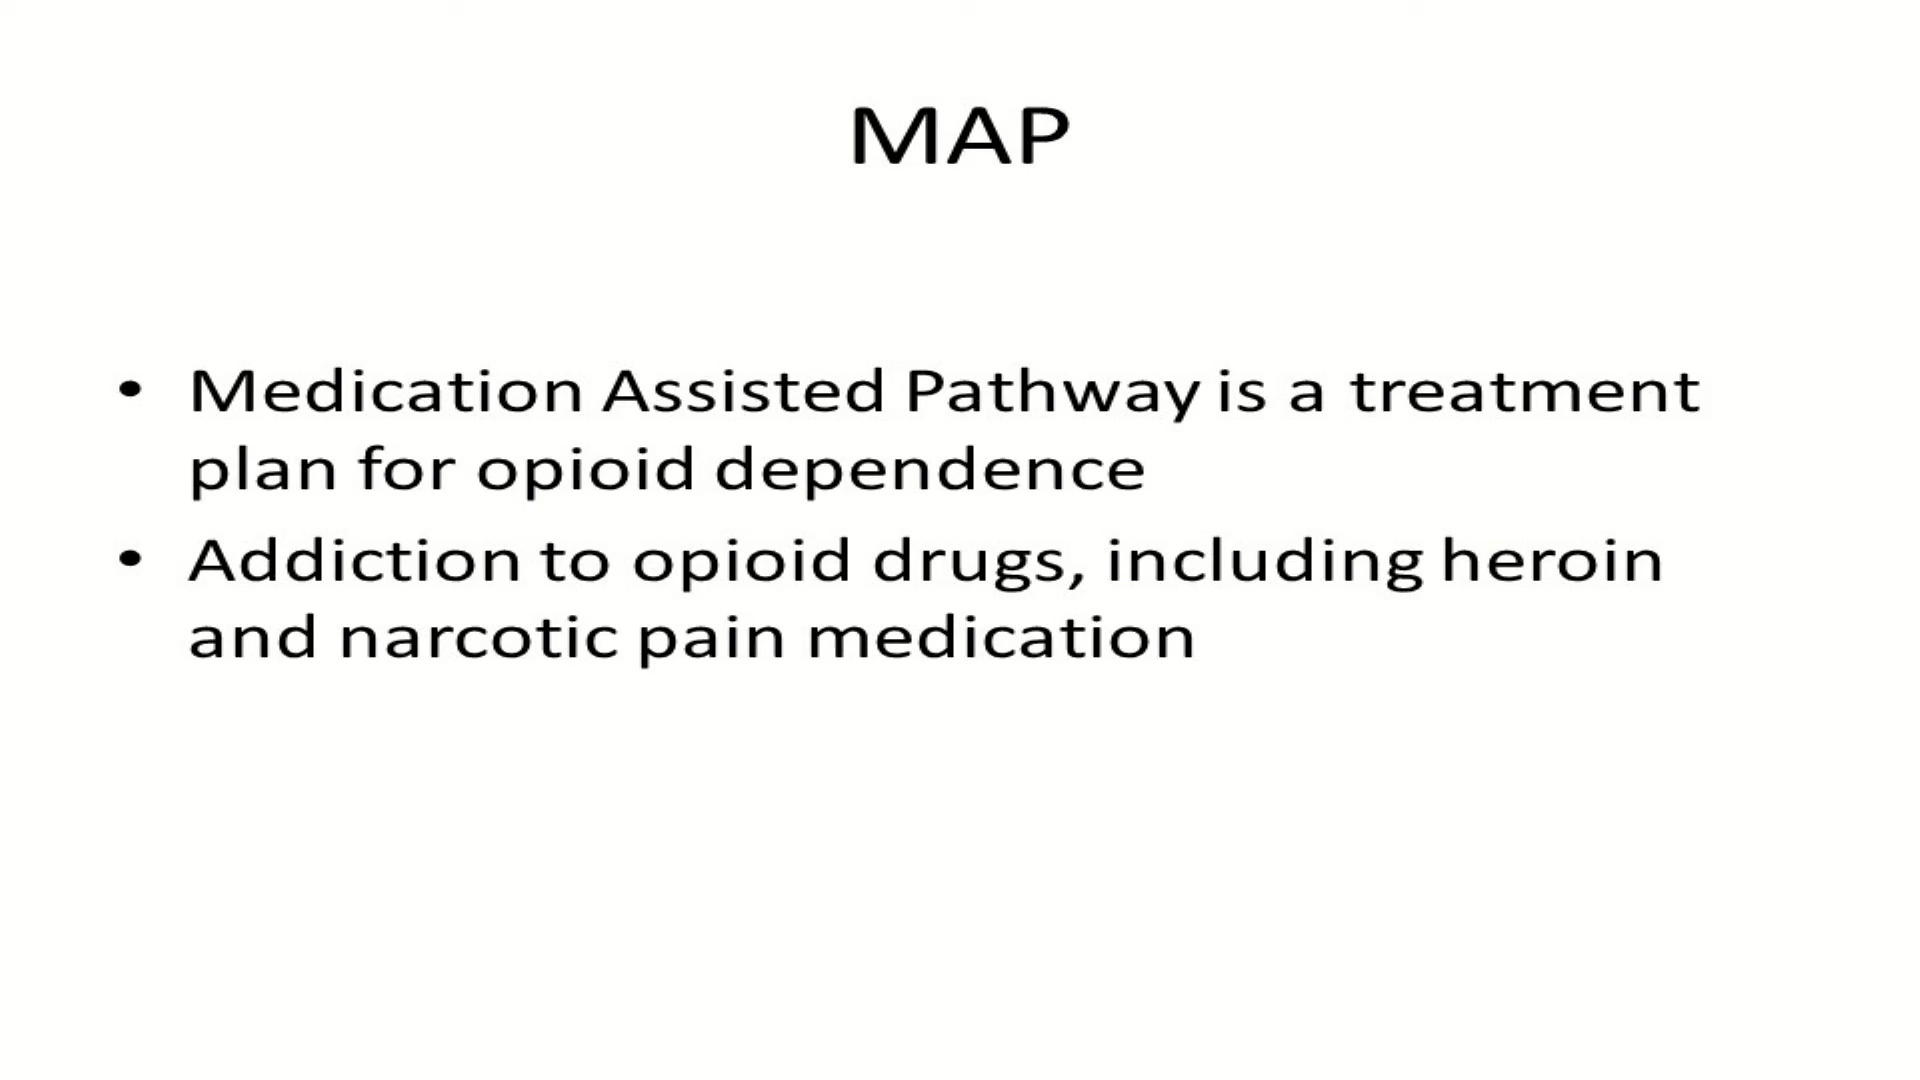 MAP
• Medication Assisted Pathway is a treatment
plan for opioid dependence
• Addiction to opioid drugs, including heroin
and narcotic pain medication